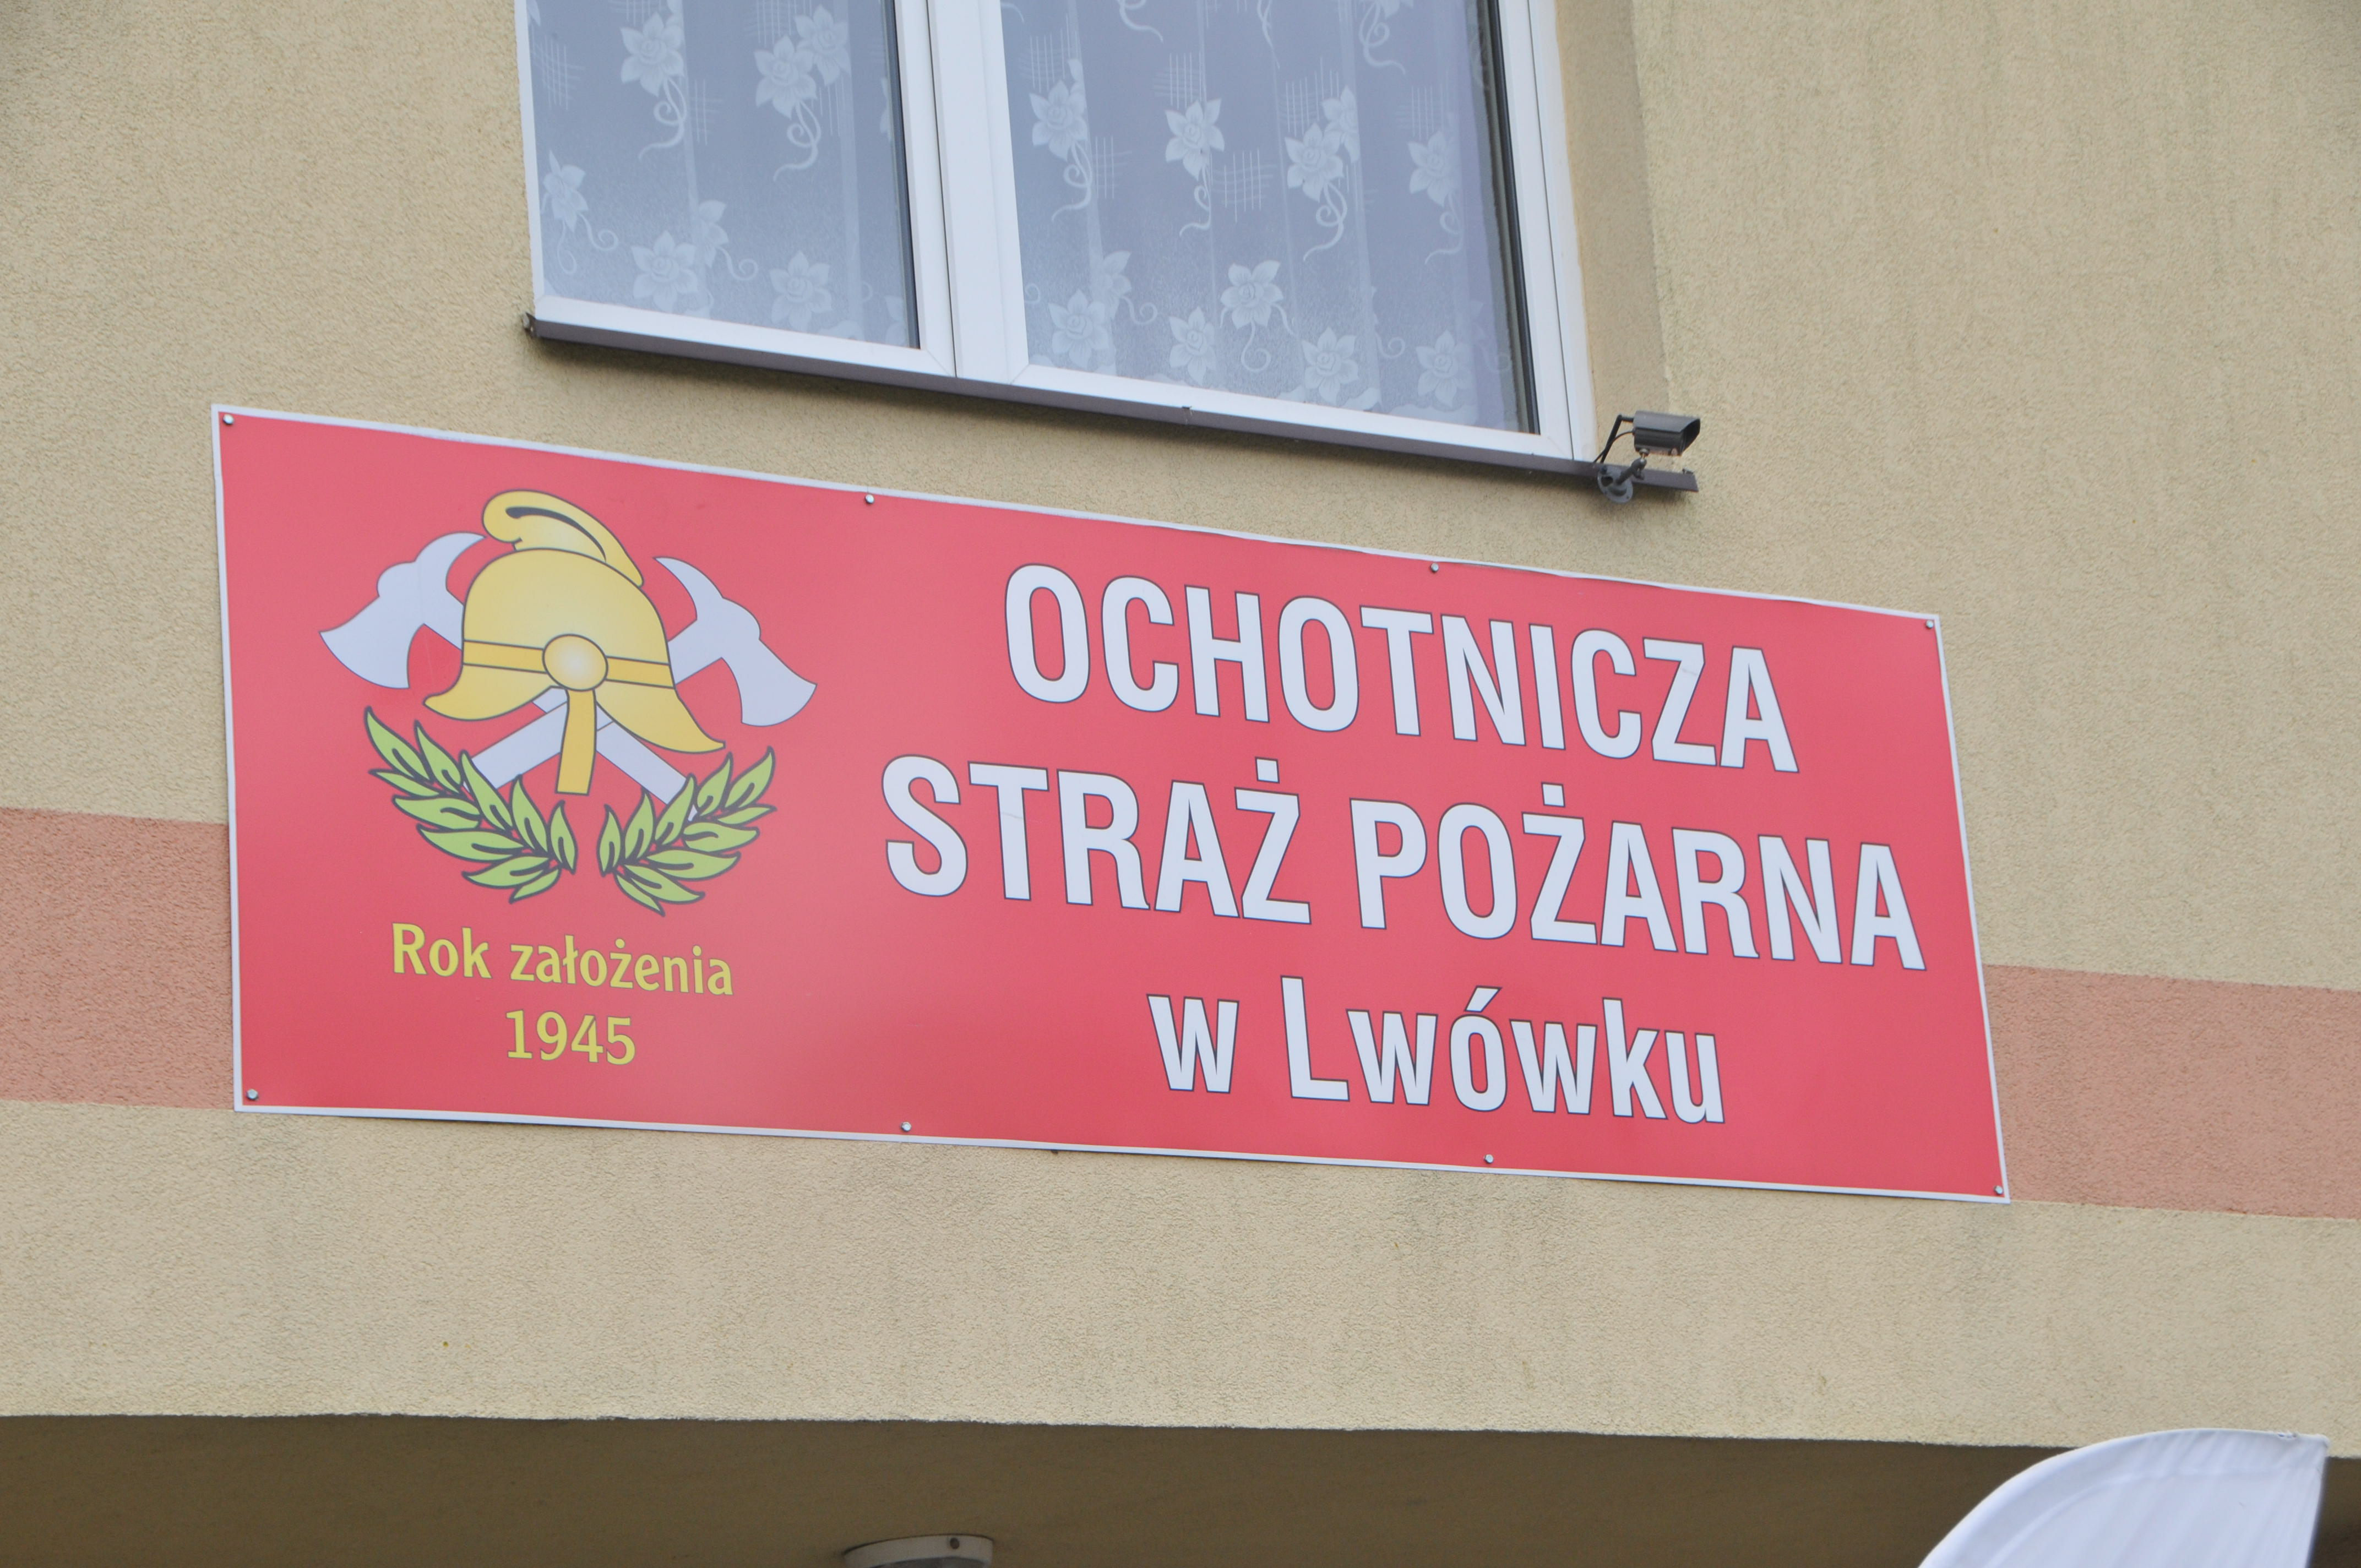 OCHOTNICZA
STRAŻ POŻARNA
w Lwówku
Rok założenia
1945